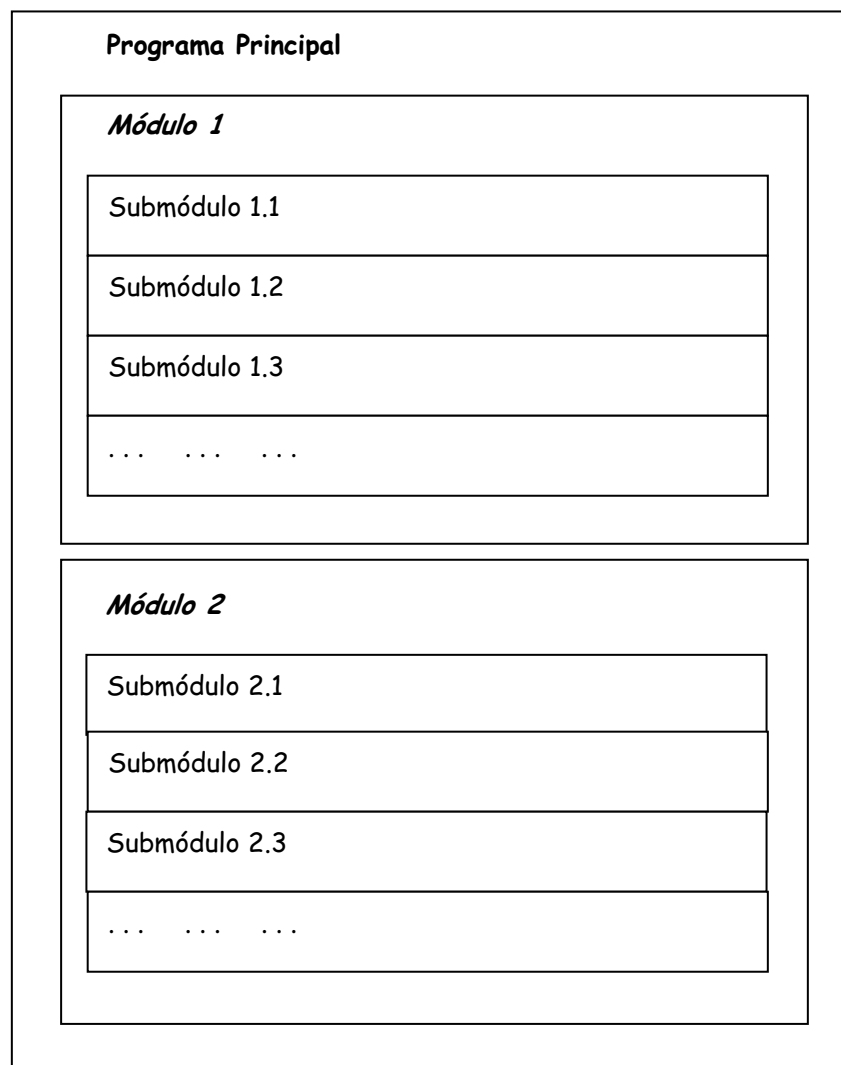 Programa Principal
Módulo 1
Submódulo 1.1
Submódulo 1.2
Submódulo 1.3
... ... ...
Módulo 2
Submódulo 2.1
Submódulo 2.2
Submódulo 2.3
... ... ...